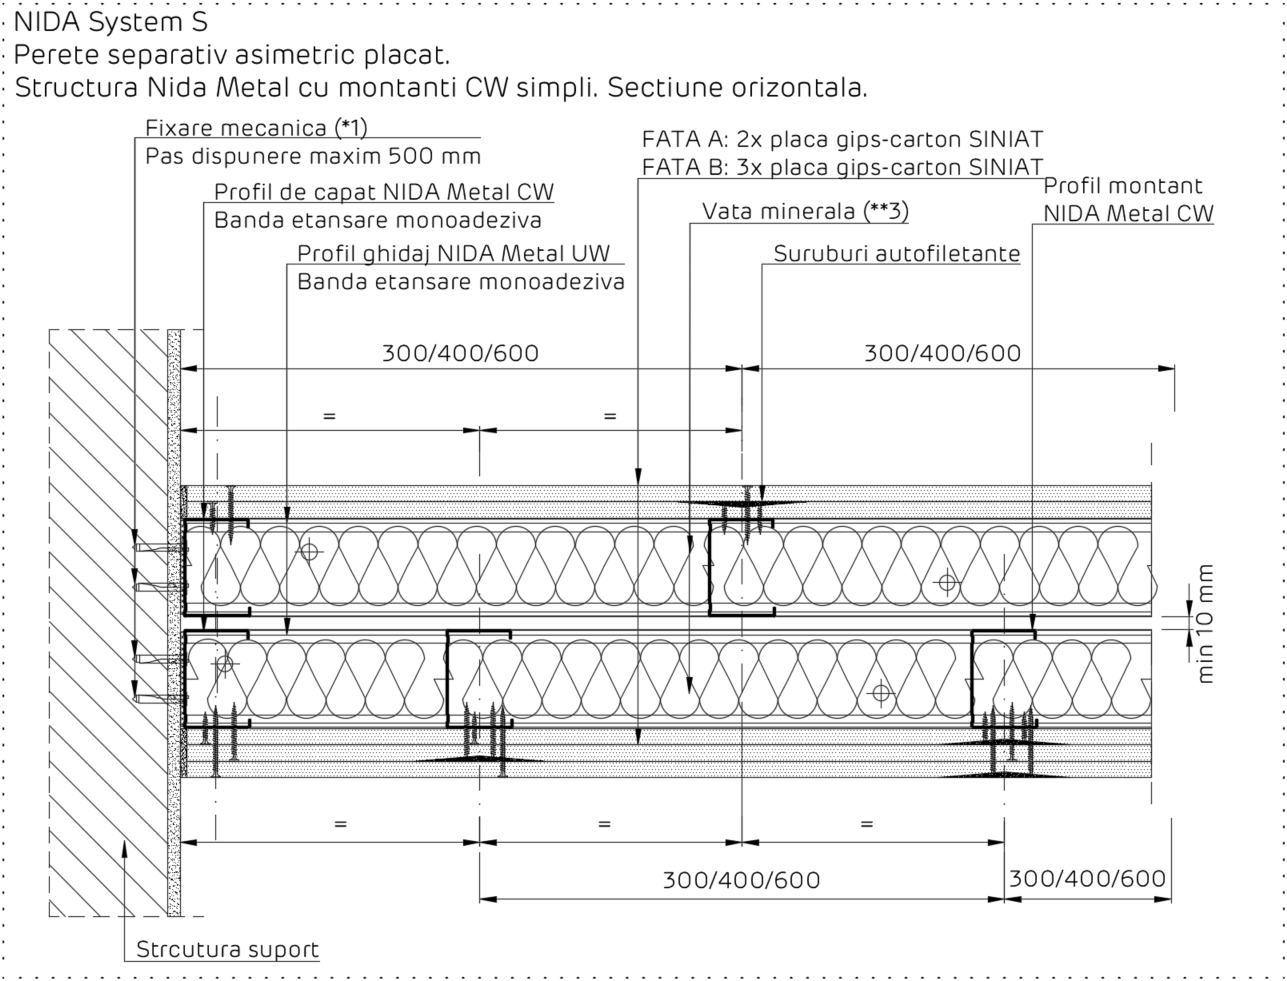 NIDA System S
Perete separativ asimetric placat.
Structura Nida Metal cu montanti CW simpli. Sectiune orizontala.
Fixare mecanica (*1)
Pas dispunere maxim 500 mm
FATA A: 2x placa gips-carton SINIAT
FATA B: 3x placa gips-carton SINIAT
Profil de capat NIDA Metal CW
Banda etansare monoadeziva
Profil montant
NIDA Metal CW
Vata minerala (**3)
Profil ghidaj NIDA Metal UW
Banda etansare monoadeziva
Suruburi autofiletante
300/400/600
300/400/600
=
=
min 10 mm
=
=
=
300/400/600
300/400/600
Strcutura suport